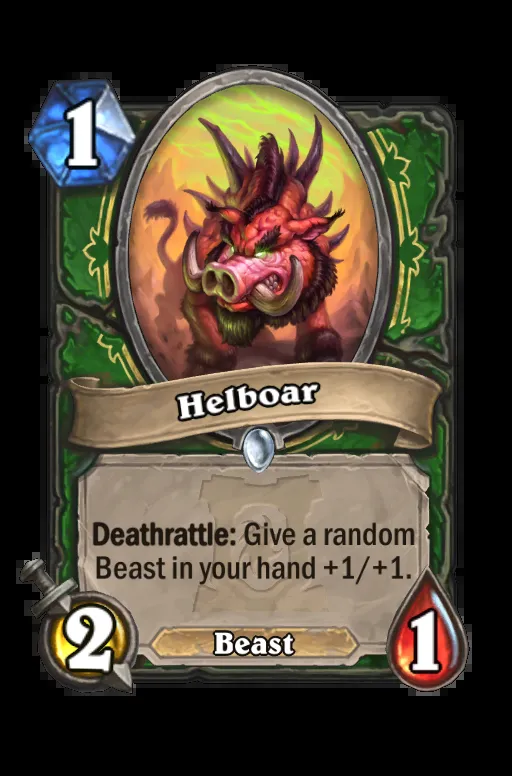 1
Helboar
Deathrattle: Give a random
Beast in your hand +1/+1.
2
Beast
1